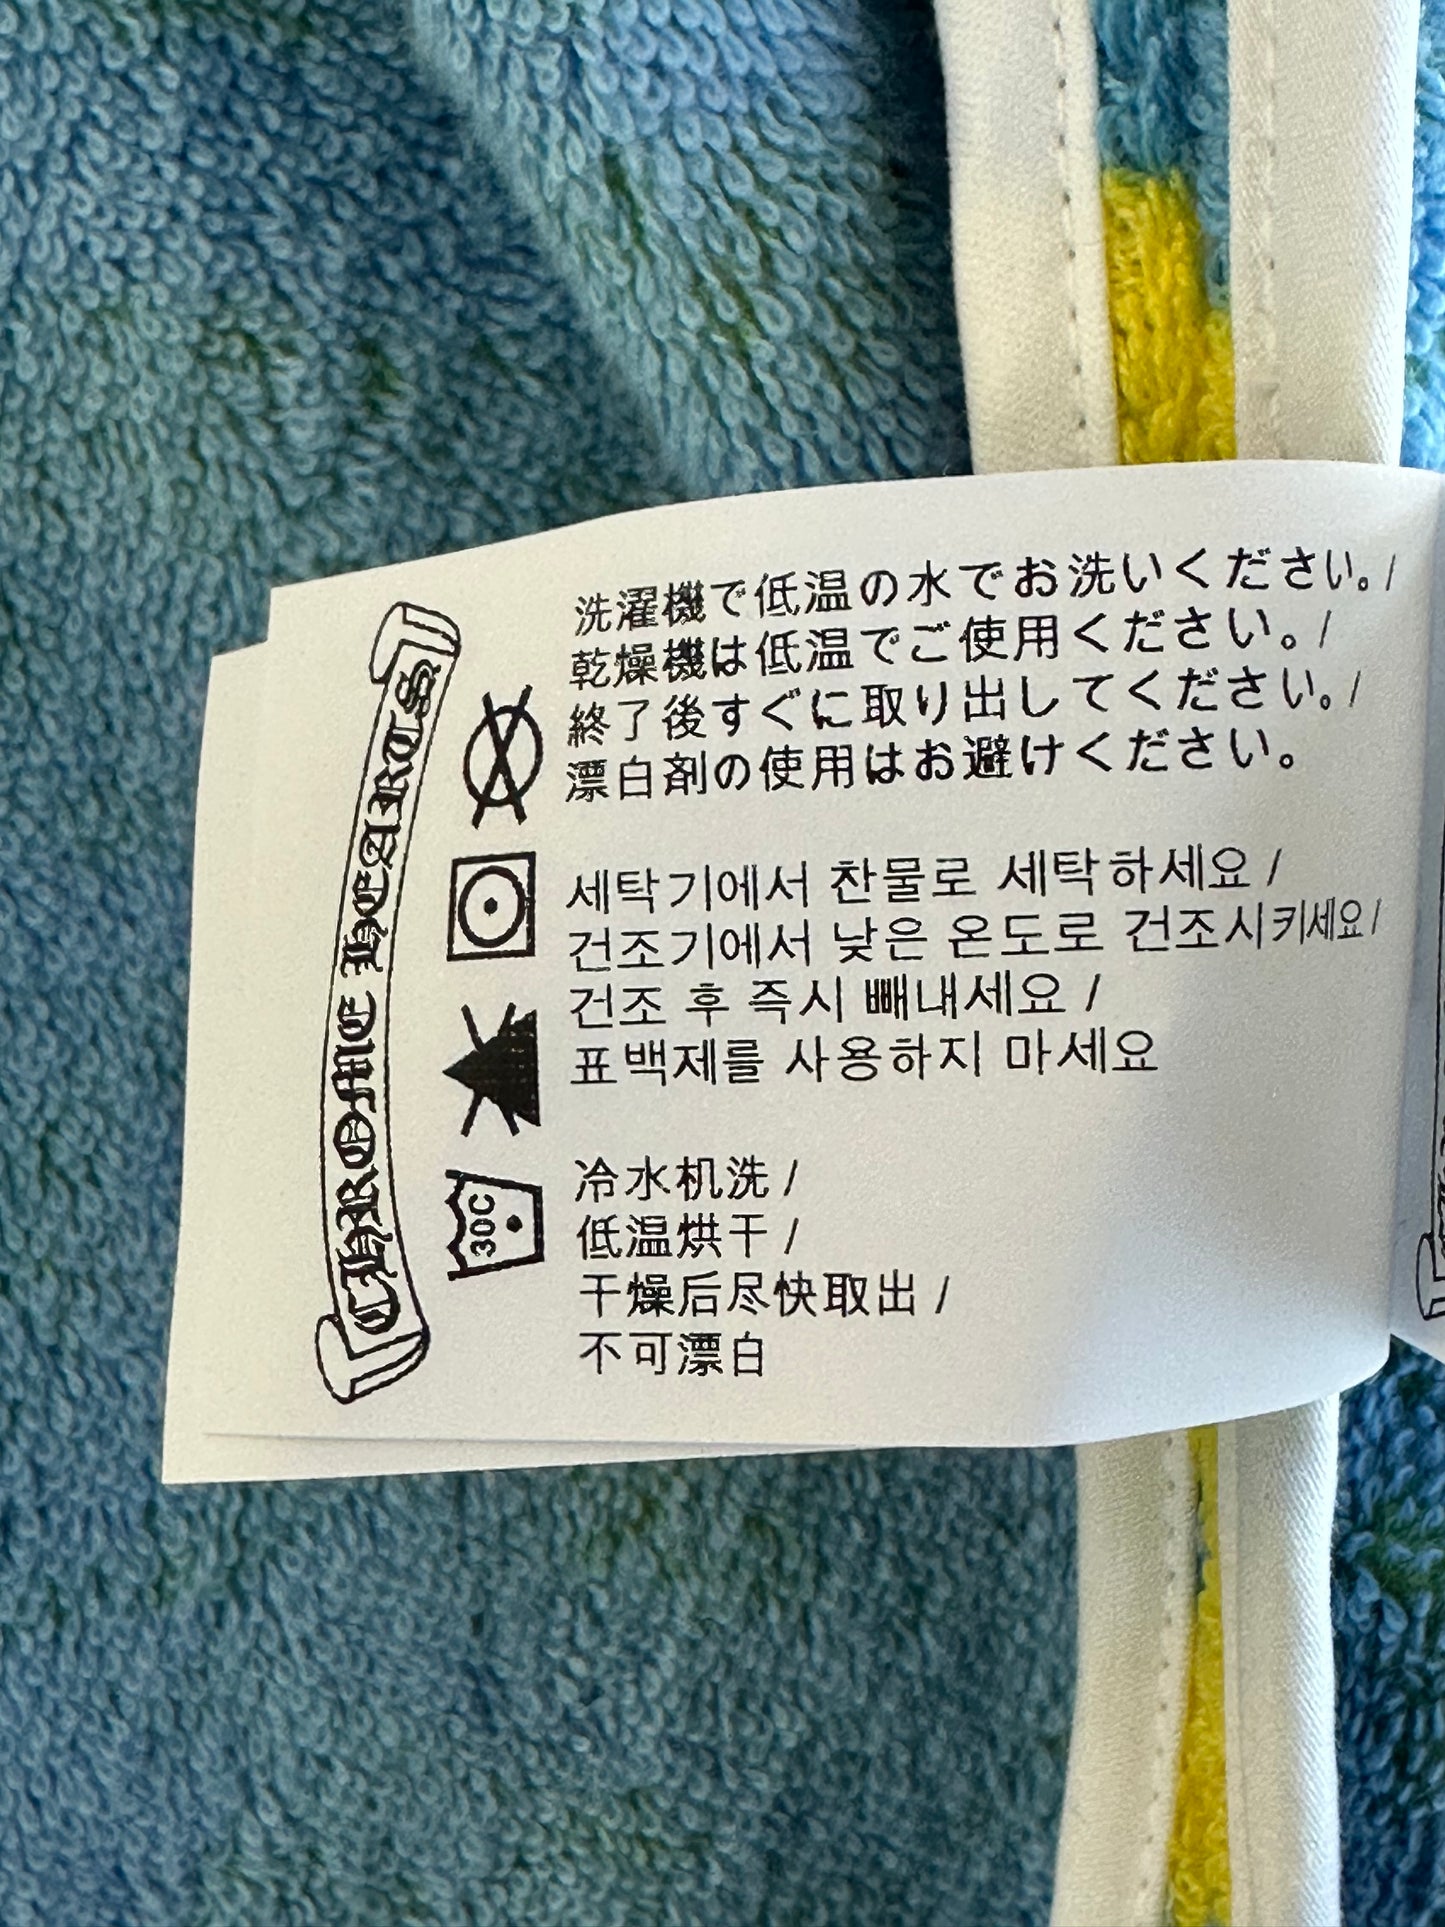 CHROME HEARTS
洗濯機で低温の水でお洗いください。/
乾燥機は低温でご使用ください。/
終了後すぐに取り出してください。/
漂白剤の使用はお避けください。
세탁기에서 찬물로 세탁하세요 /
건조기에서 낮은 온도로 건조시키세요/
건조 후 즉시 빼내세요 /
표백제를 사용하지 마세요
30C
冷水机洗 /
低温烘干 /
干燥后尽快取出 /
不可漂白